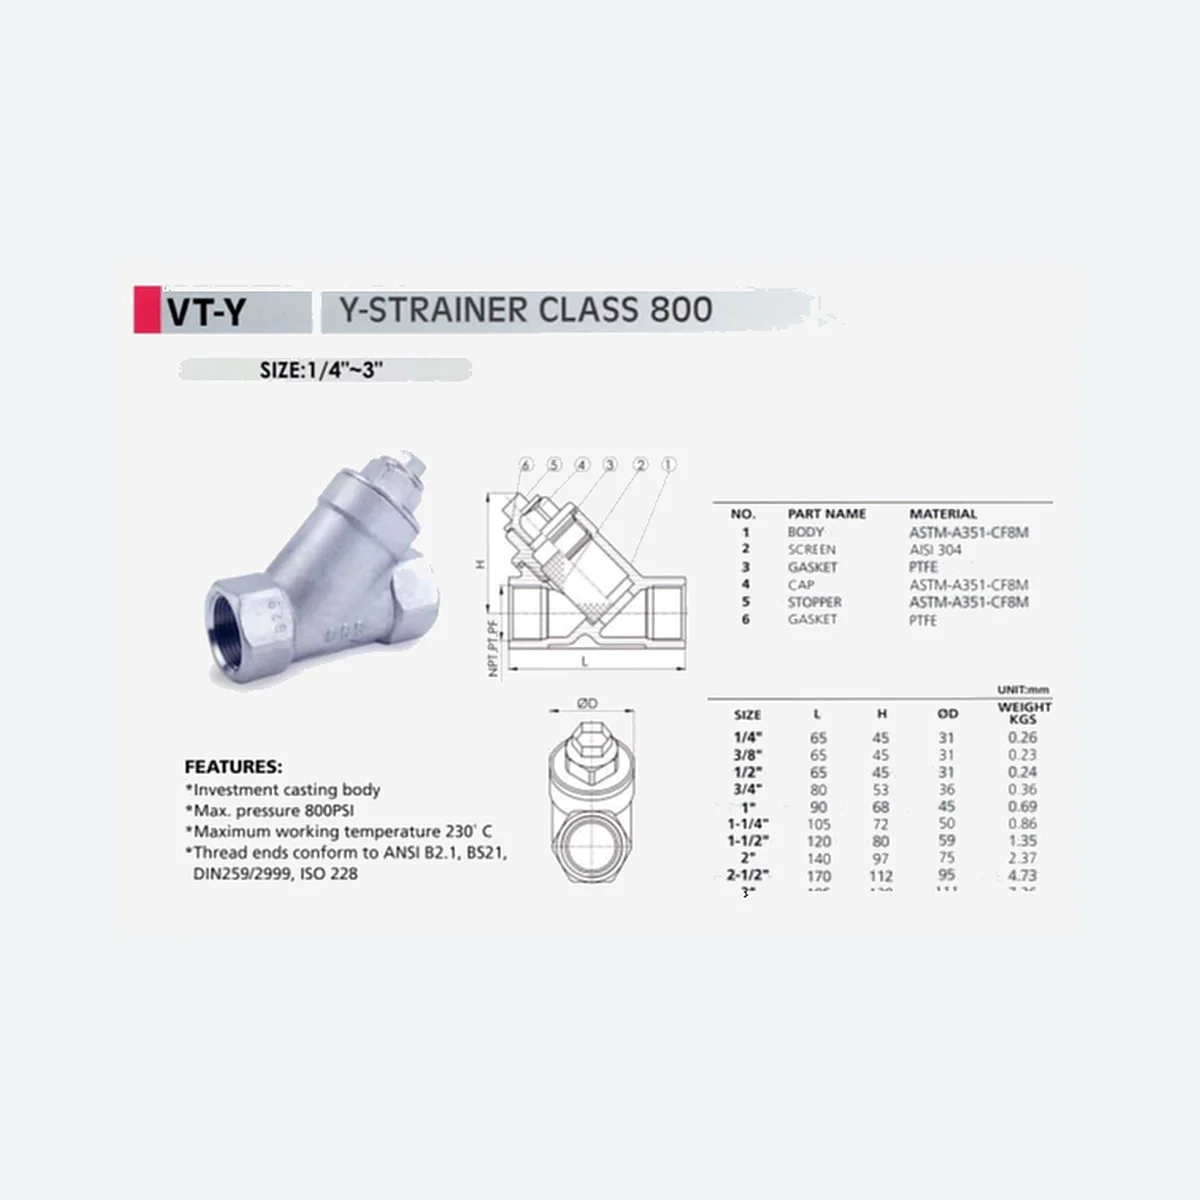 VT-Y
Y-STRAINER CLASS 800
SIZE:1/4"~3"
6 5 4 3 2 1
H
NPT,PT,PF
L
ØD
NO. PART NAME MATERIAL
1 BODY ASTM-A351-CF8M
2 SCREEN AISI 304
3 GASKET PTFE
4 CAP ASTM-A351-CF8M
5 STOPPER ASTM-A351-CF8M
6 GASKET PTFE
UNIT:mm
SIZE L H ØD WEIGHT KGS
1/4" 65 45 31 0.26
3/8" 65 45 31 0.23
1/2" 65 45 31 0.24
3/4" 80 53 36 0.36
1" 90 68 45 0.69
1-1/4" 105 72 50 0.86
1-1/2" 120 80 59 1.35
2" 140 97 75 2.37
2-1/2" 170 112 95 4.73
3"
FEATURES:
*Investment casting body
*Max. pressure 800PSI
*Maximum working temperature 230° C
*Thread ends conform to ANSI B2.1, BS21,
DIN259/2999, ISO 228